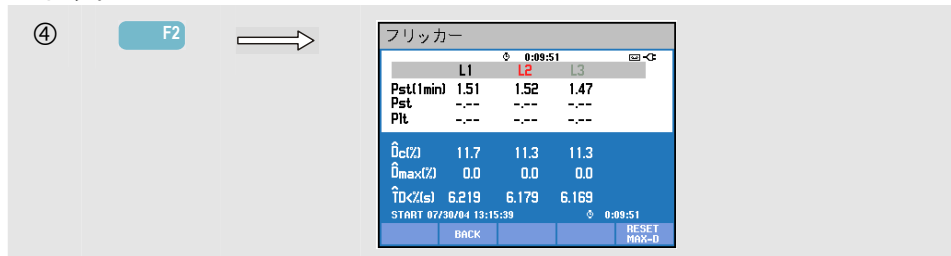 ④ F2
フリッカー
0:09:51
L1 L2 L3
Pst(1min) 1.51 1.52 1.47
Pst -.-- -.-- -.--
Plt -.-- -.-- -.--
D̂c(%) 11.7 11.3 11.3
D̂max(%) 0.0 0.0 0.0
T̂D<%(s) 6.219 6.179 6.169
START 07/30/04 13:15:39 0:09:51
BACK RESET
MAX-D